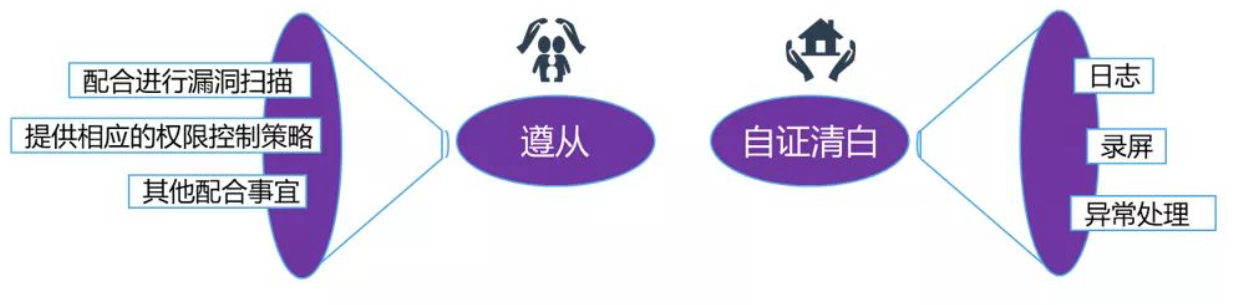 配合进行漏洞扫描
提供相应的权限控制策略
其他配合事宜
遵从
自证清白
日志
录屏
异常处理